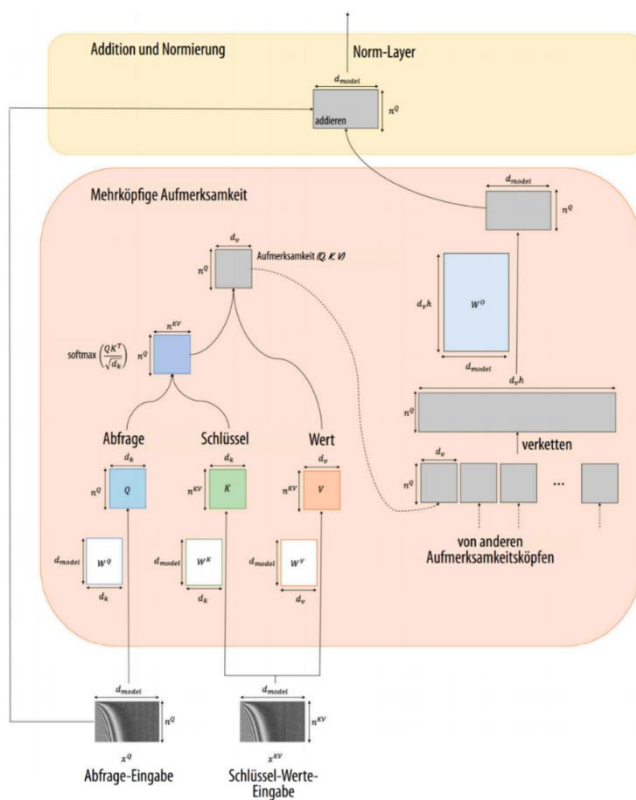 Addition und Normierung
Norm-Layer
d_model
n^Q
addieren
Mehrköpfige Aufmerksamkeit
d_model
n^Q
d_v
n^Q
Aufmerksamkeit (Q, K, V)
d_v h
W^O
d_model
n^KV
softmax (QK^T / √d_k)
n^Q
d_v h
n^Q
verketten
Abfrage
Schlüssel
Wert
d_k
d_k
d_v
n^Q
Q
n^KV
K
n^KV
V
d_v
n^Q
...
von anderen
Aufmerksamkeitsköpfen
d_model
W^Q
d_k
d_model
W^K
d_k
d_model
W^V
d_v
d_model
n^Q
x^Q
Abfrage-Eingabe
d_model
n^KV
x^KV
Schlüssel-Werte-
Eingabe